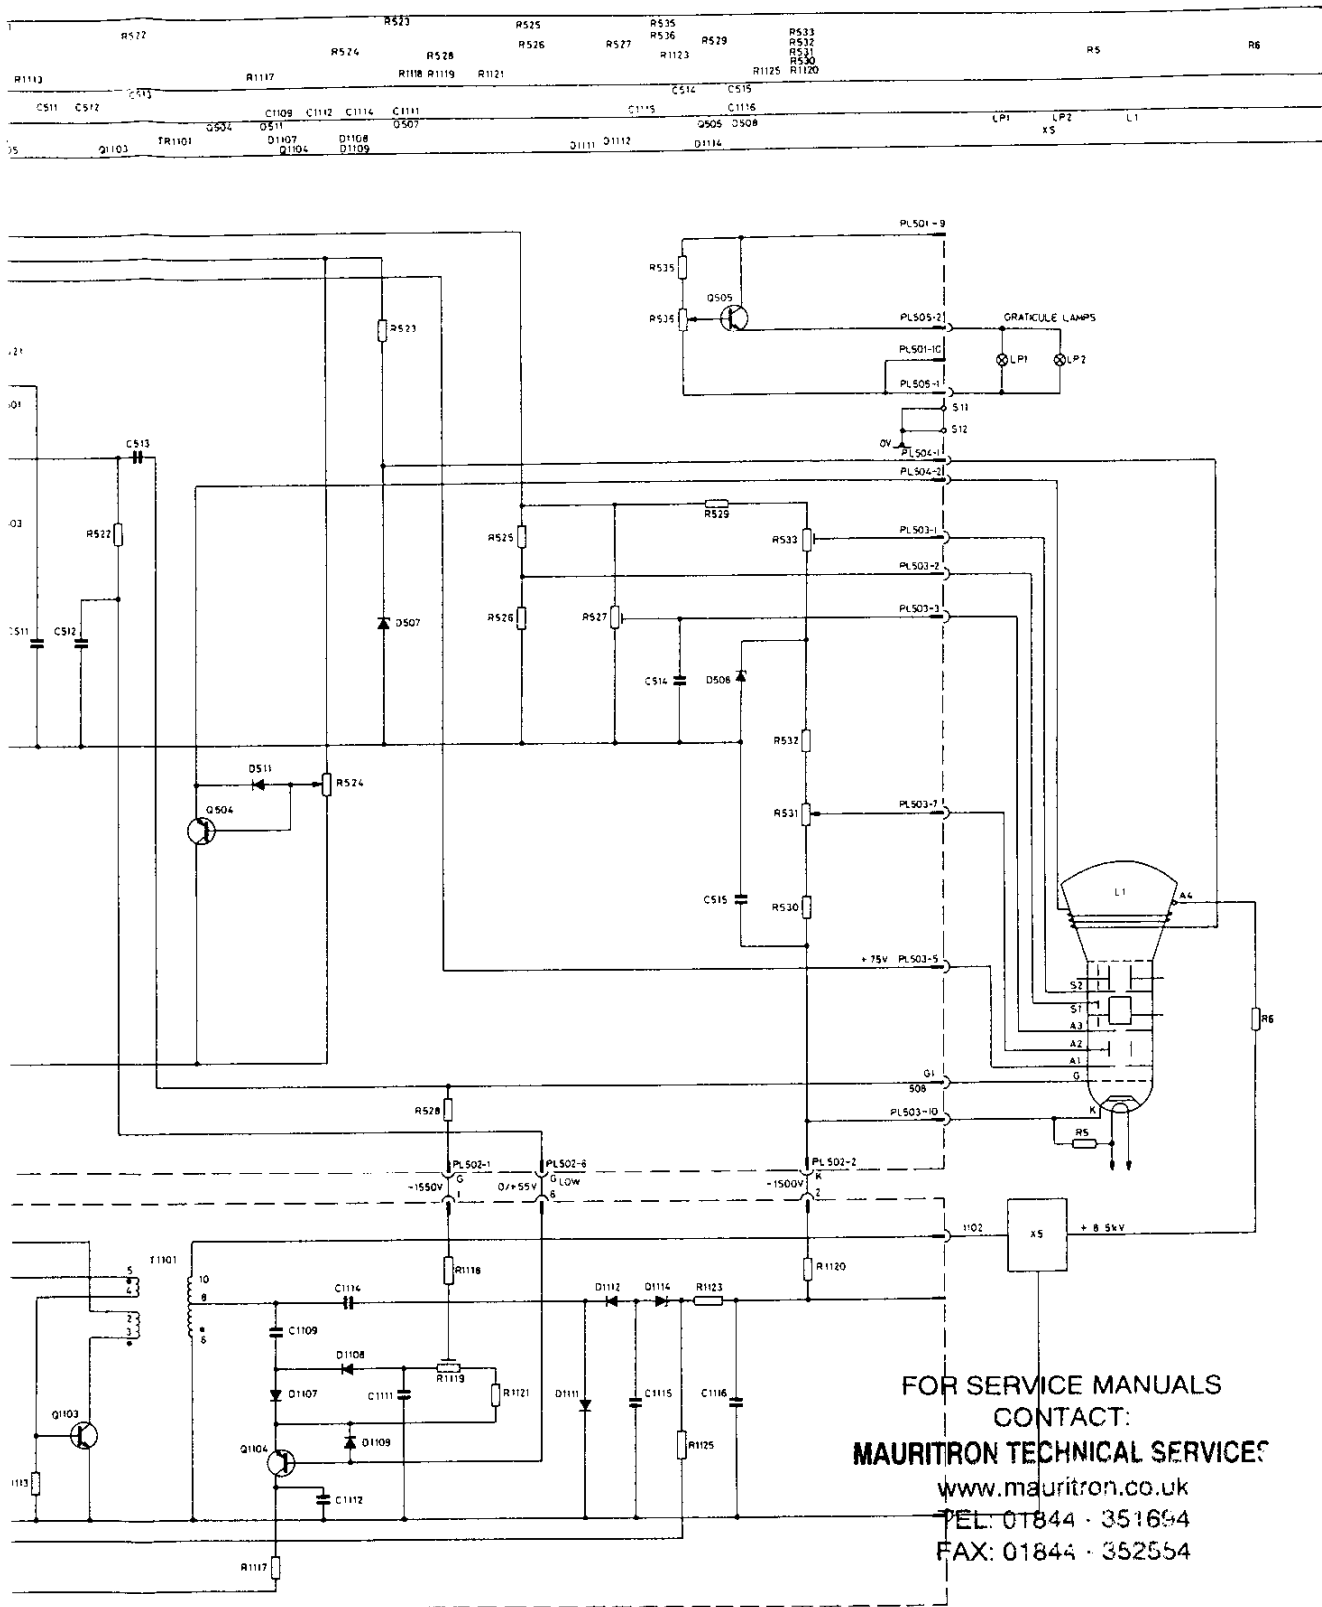 R522 R523 R525 R535 R533
R524 R528 R526 R527 R536 R529 R532 R5 R6
R1123 R531
R530
R1113 R1117 R1118 R1119 R1121 R1125 R1120
C513 C514 C515
C511 C512 C1109 C1112 C1114 C1111 C1115 C1116
Q504 D511 D507 Q505 D508 LP1 LP2 L1
X5
Q1103 TR1101 D1107 D1108 D1111 D1112 D1114
Q1104 D1109
PL501-9
R535
Q505
R536
PL505-2
GRATICULE LAMPS
R523
PL501-10
LP1
LP2
PL505-1
S11
S12
0V
C513
PL504-1
PL504-2
R529
R522
R525
R533
PL503-1
PL503-2
R526
R527
PL503-3
C511
C512
D507
C514
D508
R532
D511
R524
Q504
R531
PL503-7
L1
A4
C515
R530
+75V PL503-5
S2
S1
A3
A2
A1
G
R6
G1
508
R528
PL503-10
K
R5
PL502-1
G
-1550V
1
PL502-6
G LOW
0/+55V
6
PL502-2
K
-1500V
2
1102
X5
+8.5kV
T1101
5
4
2
3
10
8
6
R1118
R1120
C1114
D1112
D1114
R1123
C1109
D1108
R1119
R1121
D1107
C1111
D1111
C1115
C1116
Q1103
Q1104
D1109
R1125
1113
C1112
R1117
FOR SERVICE MANUALS
CONTACT:
MAURITRON TECHNICAL SERVICES
www.mauritron.co.uk
TEL: 01844 - 351694
FAX: 01844 - 352554